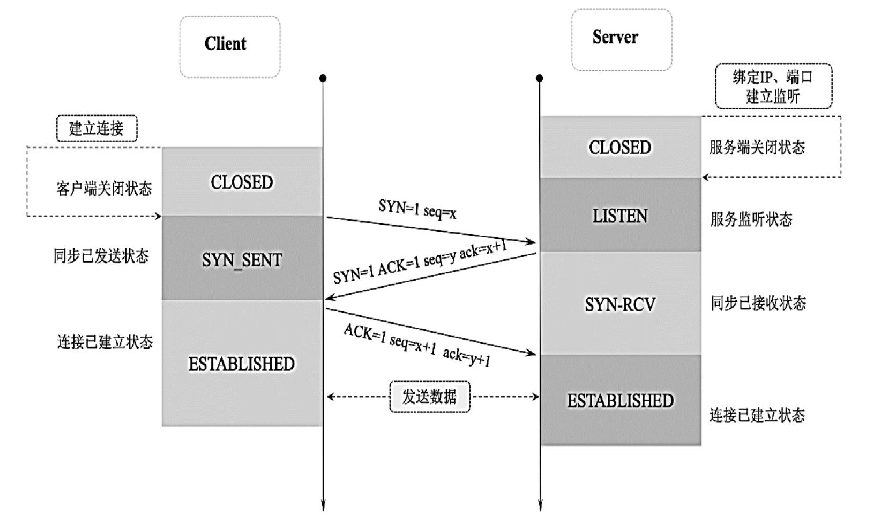 Client
Server
绑定IP、端口
建立监听
建立连接
CLOSED
服务端关闭状态
客户端关闭状态
CLOSED
SYN=1 seq=x
LISTEN
服务监听状态
同步已发送状态
SYN_SENT
SYN=1 ACK=1 seq=y ack=x+1
SYN-RCV
同步已接收状态
连接已建立状态
ESTABLISHED
ACK=1 seq=x+1 ack=y+1
发送数据
ESTABLISHED
连接已建立状态